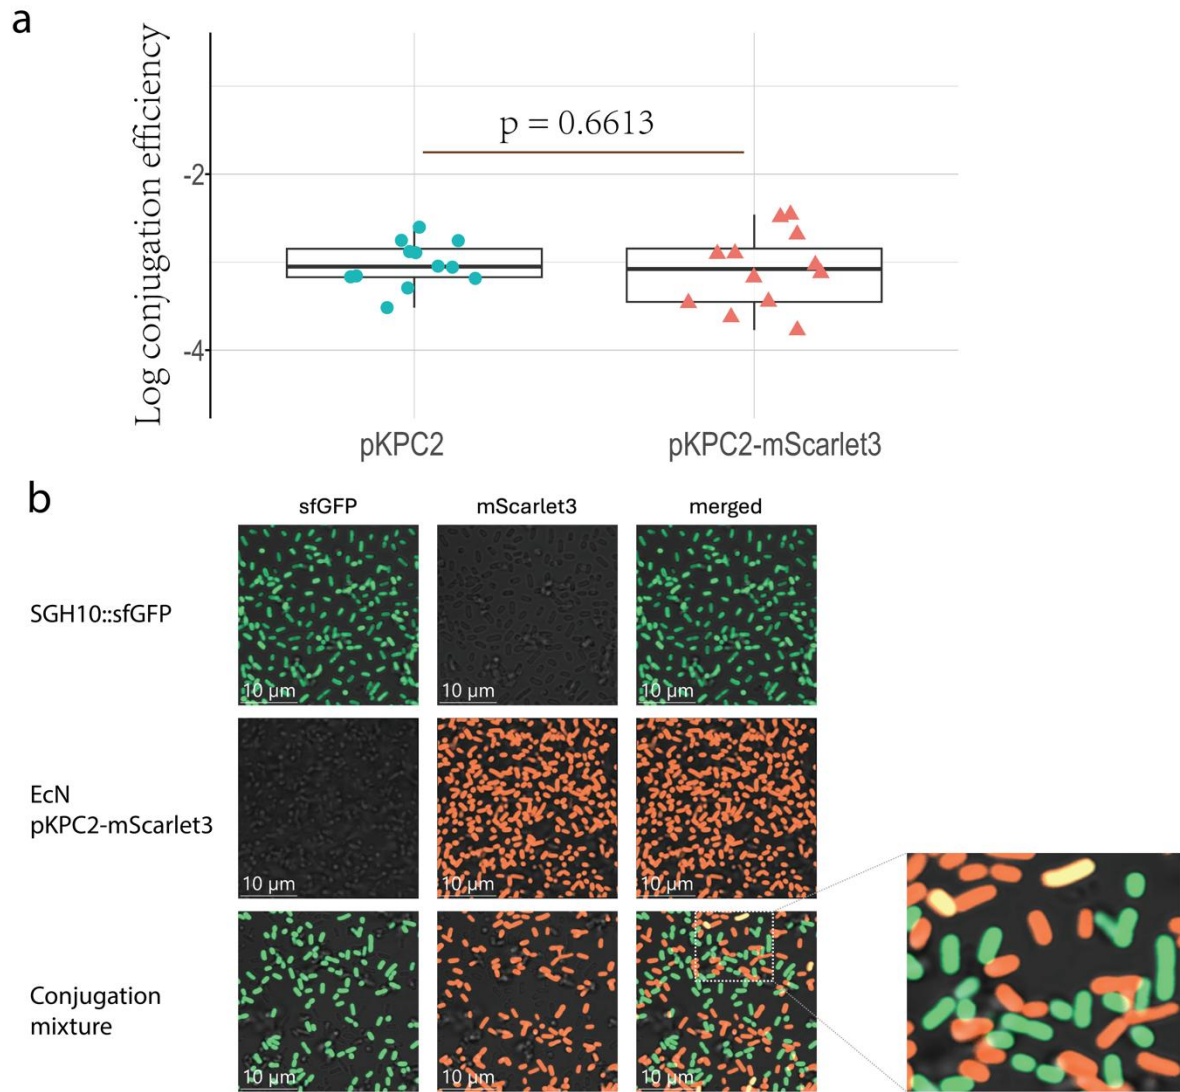 a
Log conjugation efficiency
p = 0.6613
-2
-4
pKPC2
pKPC2-mScarlet3
b
sfGFP
mScarlet3
merged
SGH10::sfGFP
10 µm
10 µm
10 µm
EcN
pKPC2-mScarlet3
10 µm
10 µm
10 µm
Conjugation
mixture
10 µm
10 µm
10 µm